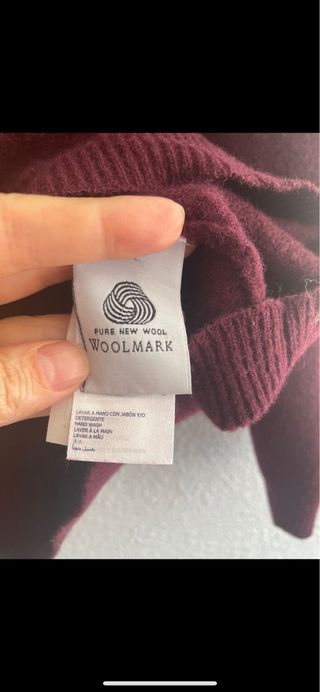 PURE NEW WOOL
WOOLMARK
LAVAR A MANO CON JABÓN Y/O
DETERGENTE
HAND WASH
LAVER À LA MAIN
LAVAR À MÃO